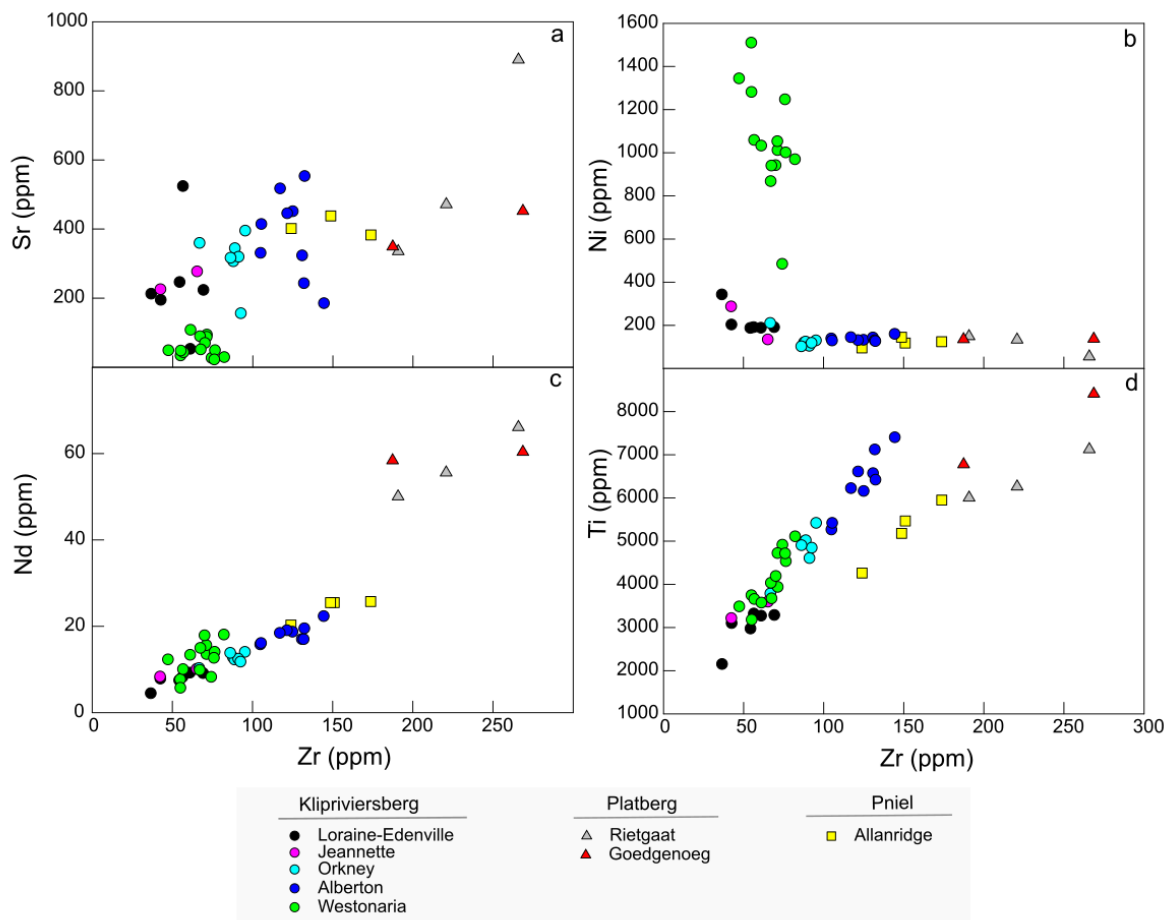 1000
800
600
400
200
Sr (ppm)
a
1600
1400
1200
1000
800
600
400
200
Ni (ppm)
b
60
40
20
0
Nd (ppm)
c
0
50
100
150
200
250
Zr (ppm)
8000
7000
6000
5000
4000
3000
2000
1000
Ti (ppm)
d
0
50
100
150
200
250
300
Zr (ppm)
Klipriviersberg
Loraine-Edenville
Jeannette
Orkney
Alberton
Westonaria
Platberg
Rietgaat
Goedgenoeg
Pniel
Allanridge